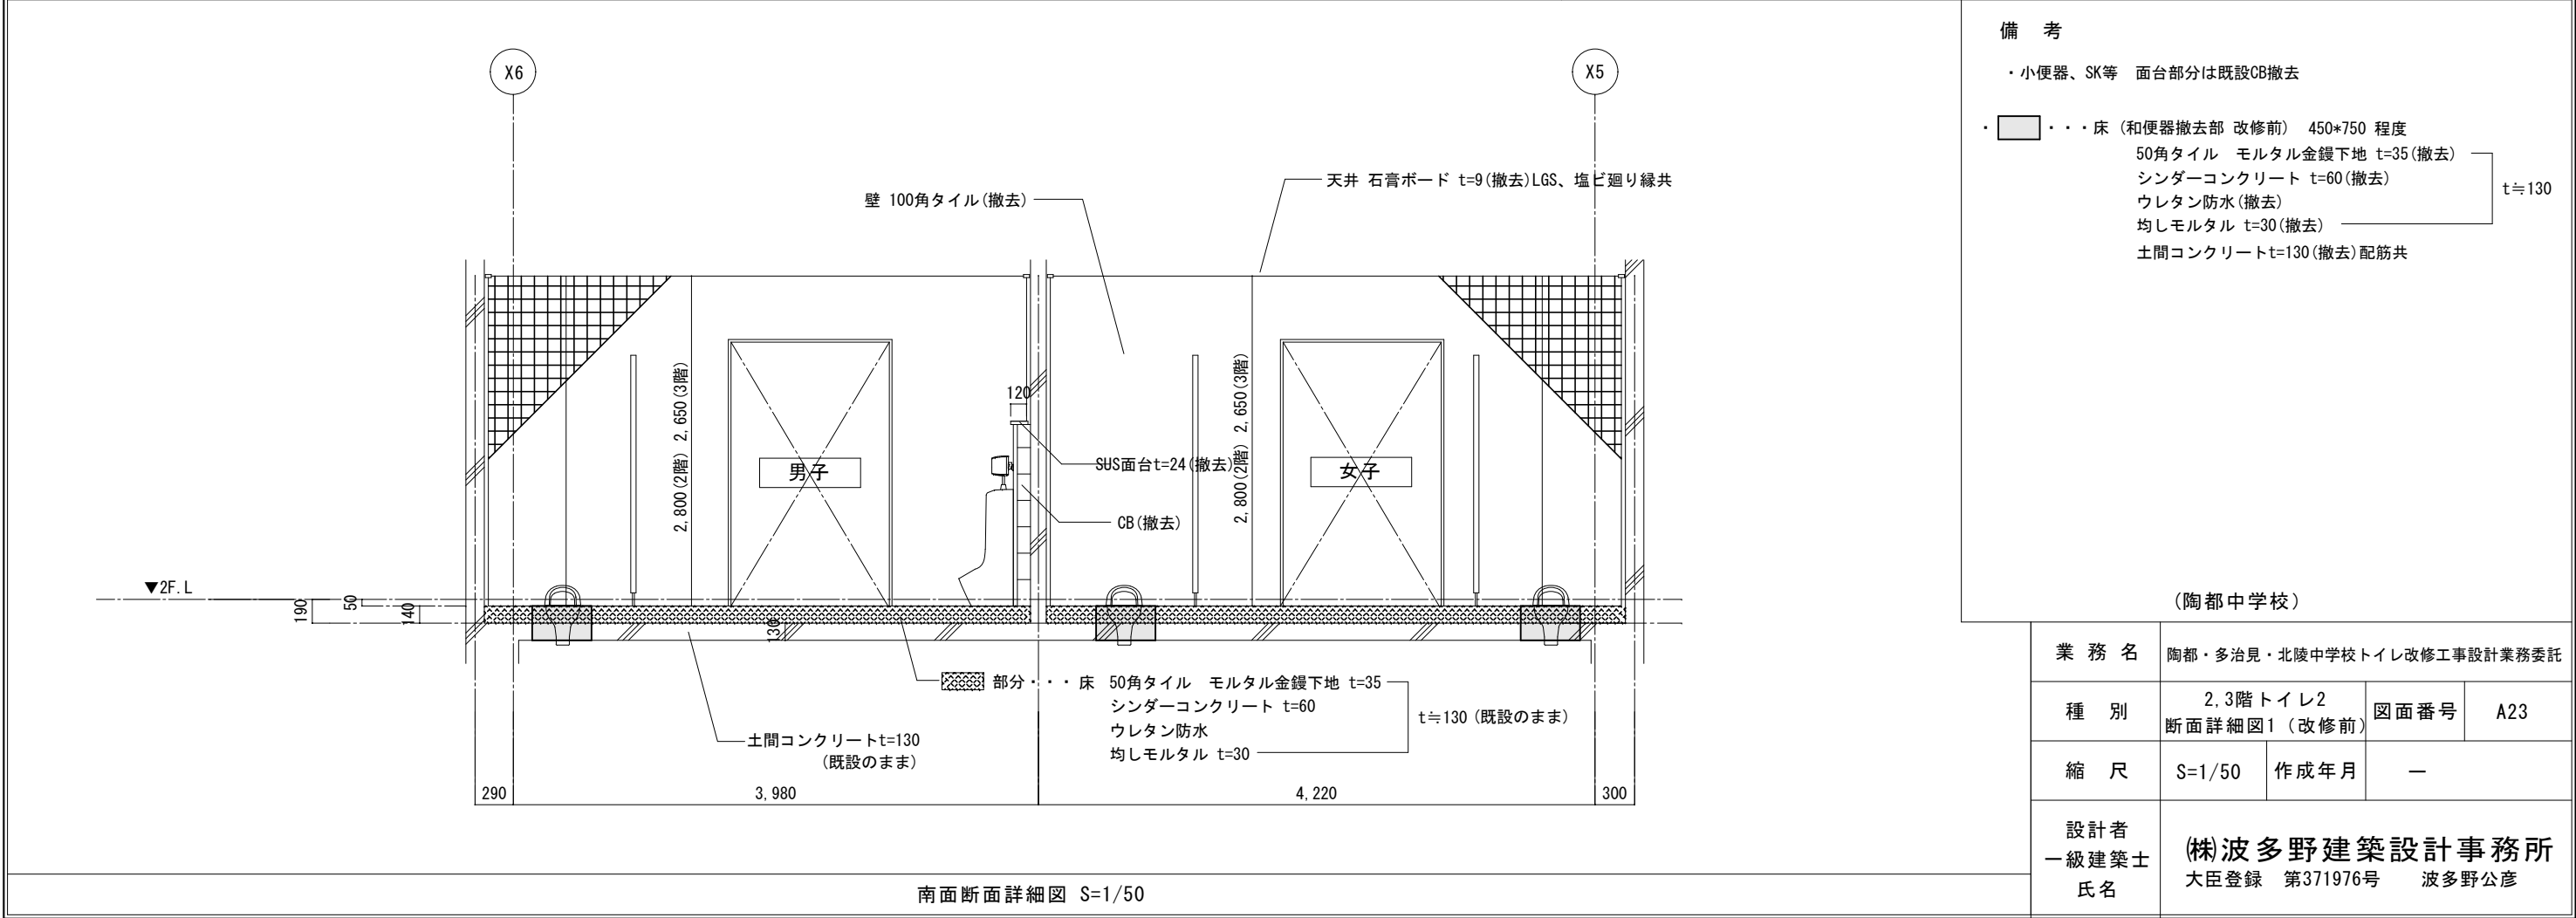 X6
X5
壁 100角タイル(撤去)
天井 石膏ボード t=9(撤去)LGS、塩ビ廻り縁共
2,800(2階) 2,650(3階)
男子
120
SUS面台t=24(撤去)
CB(撤去)
2,800(2階) 2,650(3階)
女子
▼2F.L
190
50
140
130
部分・・・床 50角タイル モルタル金鏝下地 t=35
シンダーコンクリート t=60
ウレタン防水
均しモルタル t=30
t≒130(既設のまま)
土間コンクリートt=130
(既設のまま)
290
3,980
4,220
300
南面断面詳細図 S=1/50
備 考
・小便器、SK等 面台部分は既設CB撤去
・ ・・・床(和便器撤去部 改修前) 450*750 程度
50角タイル モルタル金鏝下地 t=35(撤去)
シンダーコンクリート t=60(撤去)
ウレタン防水(撤去)
均しモルタル t=30(撤去)
t≒130
土間コンクリートt=130(撤去)配筋共
(陶都中学校)
業 務 名 陶都・多治見・北陵中学校トイレ改修工事設計業務委託
種 別 2,3階トイレ2
断面詳細図1(改修前) 図面番号 A23
縮 尺 S=1/50 作成年月 ―
設計者
一級建築士
氏名
㈱波多野建築設計事務所
大臣登録 第371976号 波多野公彦